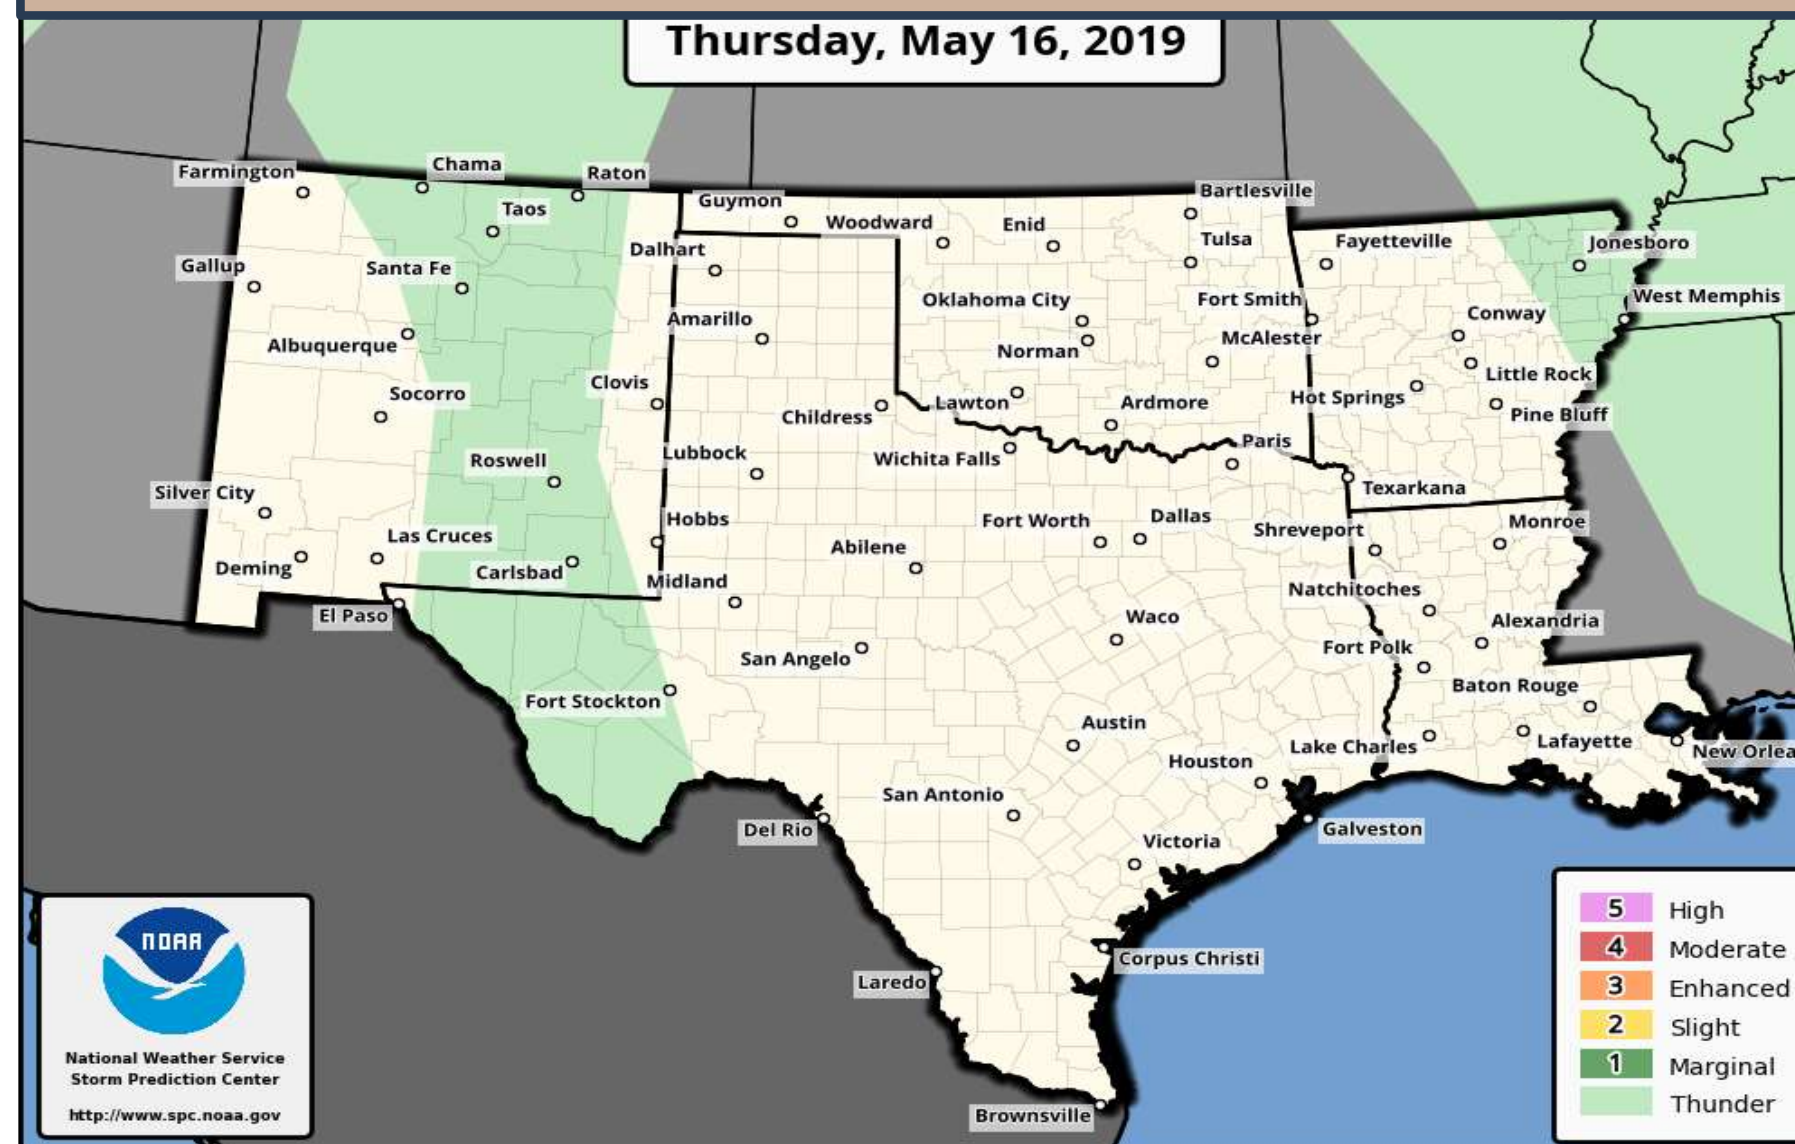 Thursday, May 16, 2019
Farmington
Chama
Raton
Taos
Guymon
Woodward
Enid
Bartlesville
Tulsa
Fayetteville
Jonesboro
Gallup
Santa Fe
Dalhart
Oklahoma City
Fort Smith
West Memphis
Albuquerque
Amarillo
Norman
McAlester
Conway
Little Rock
Socorro
Clovis
Childress
Lawton
Ardmore
Hot Springs
Pine Bluff
Roswell
Lubbock
Wichita Falls
Paris
Texarkana
Silver City
Hobbs
Fort Worth
Dallas
Shreveport
Monroe
Las Cruces
Deming
Carlsbad
Midland
Abilene
Natchitoches
El Paso
Waco
Alexandria
San Angelo
Fort Polk
Fort Stockton
Baton Rouge
Austin
Lake Charles
Lafayette
New Orlea
Houston
San Antonio
Del Rio
Victoria
Galveston
Corpus Christi
Laredo
Brownsville
NOAA
National Weather Service
Storm Prediction Center
http://www.spc.noaa.gov
5 High
4 Moderate
3 Enhanced
2 Slight
1 Marginal
Thunder